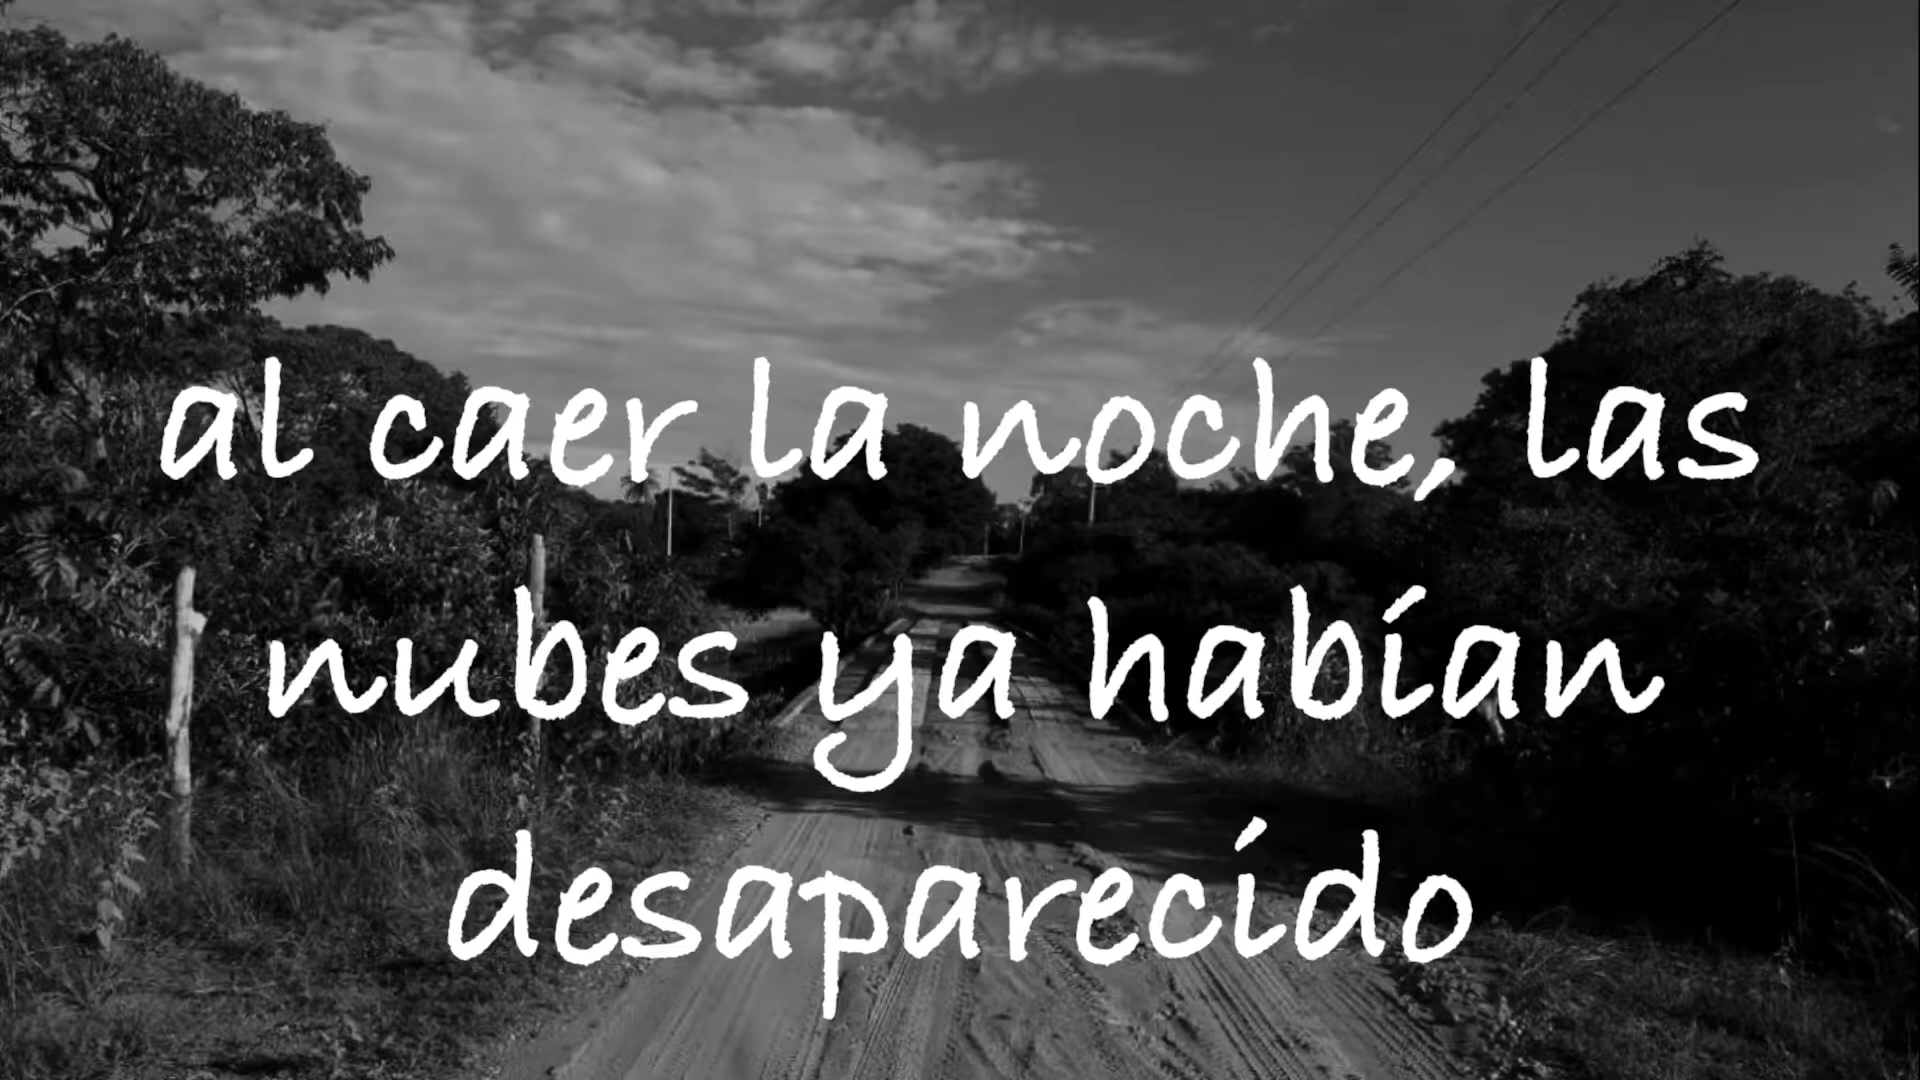 al caer la noche, las
nubes ya habían
desaparecido